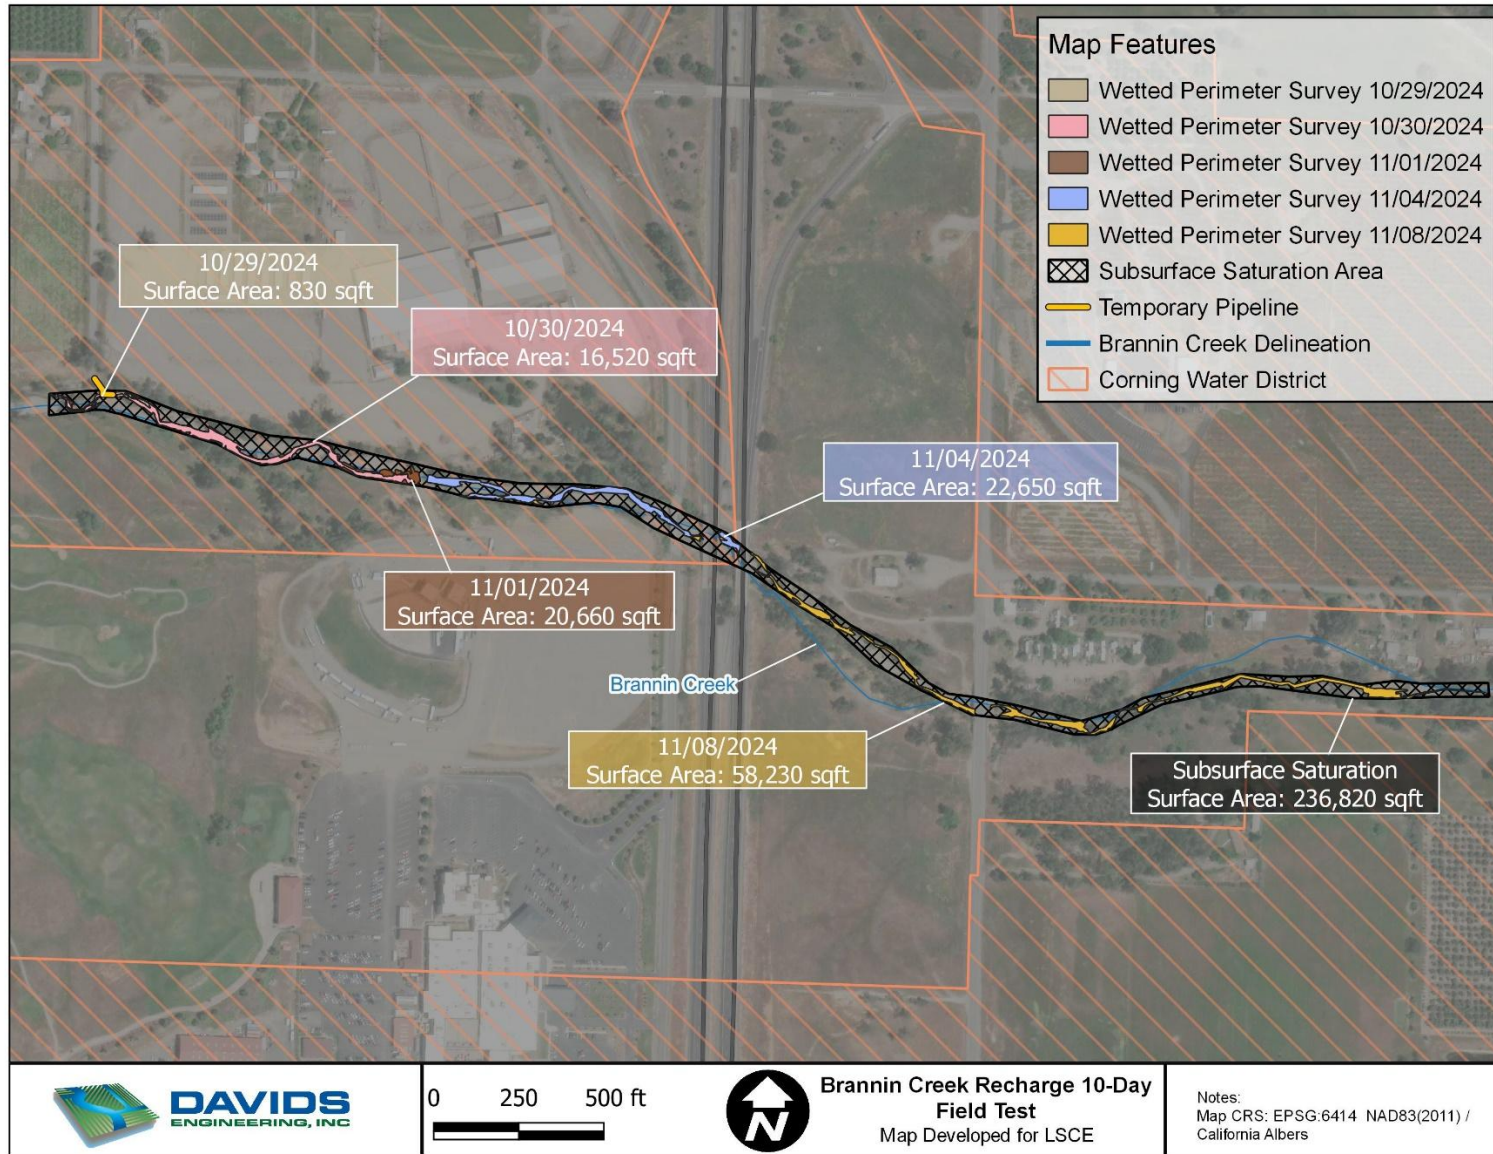 Map Features
Wetted Perimeter Survey 10/29/2024
Wetted Perimeter Survey 10/30/2024
Wetted Perimeter Survey 11/01/2024
Wetted Perimeter Survey 11/04/2024
Wetted Perimeter Survey 11/08/2024
Subsurface Saturation Area
Temporary Pipeline
Brannin Creek Delineation
Corning Water District
10/29/2024
Surface Area: 830 sqft
10/30/2024
Surface Area: 16,520 sqft
11/04/2024
Surface Area: 22,650 sqft
11/01/2024
Surface Area: 20,660 sqft
Brannin Creek
11/08/2024
Surface Area: 58,230 sqft
Subsurface Saturation
Surface Area: 236,820 sqft
DAVIDS
ENGINEERING, INC
0 250 500 ft
N
Brannin Creek Recharge 10-Day
Field Test
Map Developed for LSCE
Notes:
Map CRS: EPSG:6414 NAD83(2011) /
California Albers